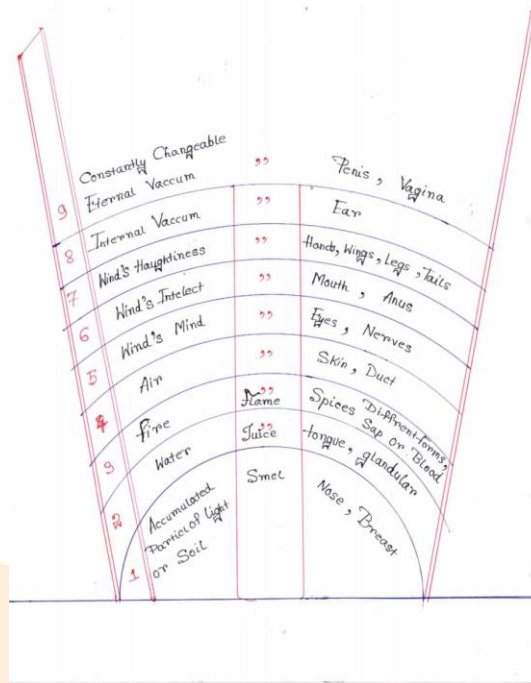 9 Constantly Changeable
Eternal Vaccum ,, Penis, Vagina
8 Internal Vaccum ,, Ear
7 Wind's Haughtiness ,, Hands, Wings, Legs, Tails
6 Wind's Intelect ,, Mouth, Anus
5 Wind's Mind ,, Eyes, Nerves
4 Air ,, Skin, Duct
3 fire ,, Flame Spices Different forms,
Sap or Blood
2 Water ,, Juice tongue, glandular
1 Accumulated
Particl of light
or Soil
Smel
Nose, Breast